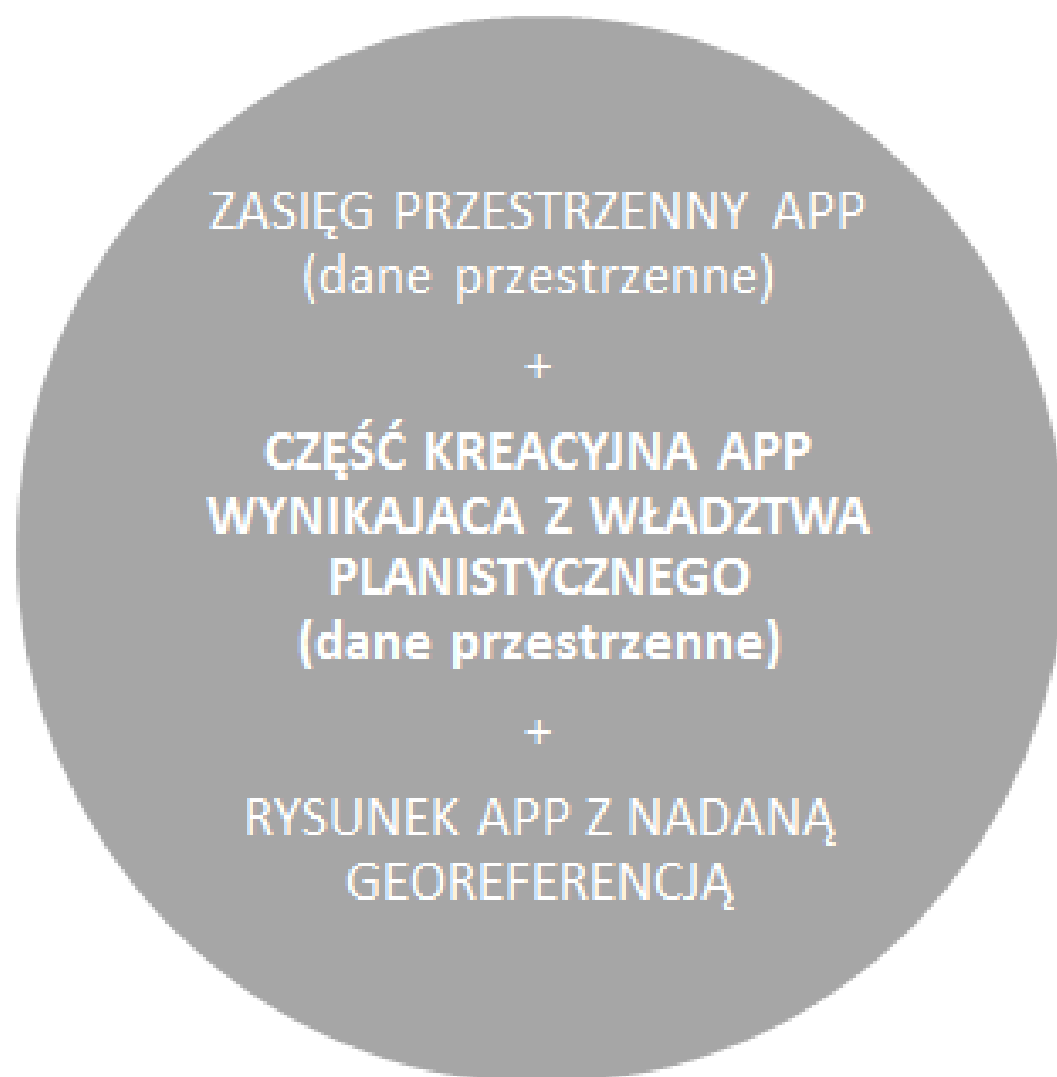 ZASIĘG PRZESTRZENNY APP
(dane przestrzenne)
+
CZĘŚĆ KREACYJNA APP
WYNIKAJACA Z WŁADZTWA
PLANISTYCZNEGO
(dane przestrzenne)
+
RYSUNEK APP Z NADANĄ
GEOREFERENCJĄ